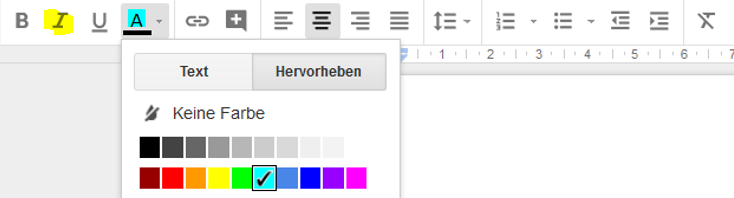 B I U A
1 2 3 4 5 6 7
Text Hervorheben
Keine Farbe